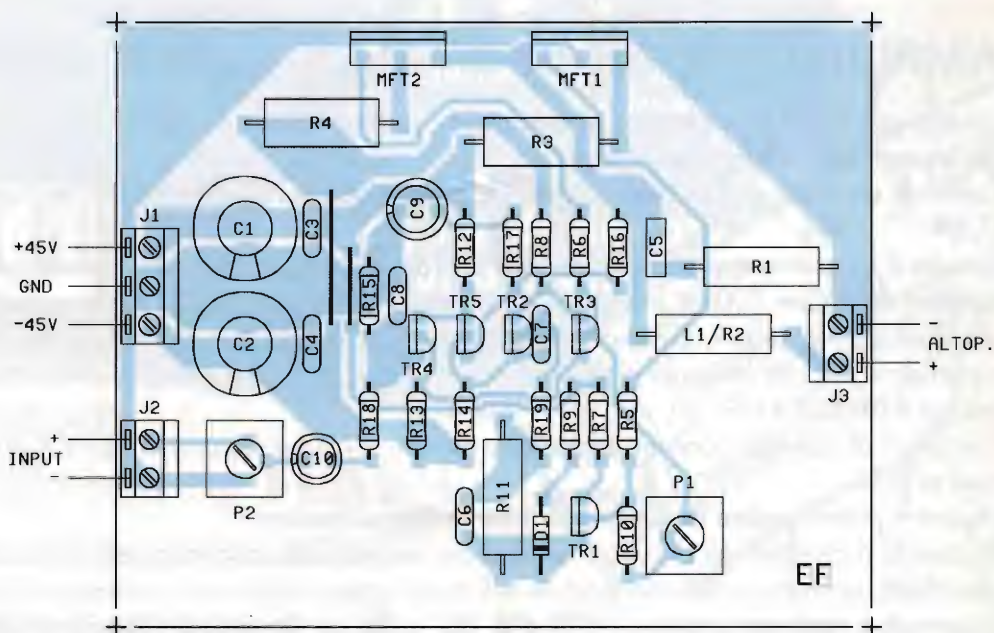 MFT2
MFT1
R4
R3
J1
C1
C3
C9
R12
R17
R8
R6
R16
C5
R1
+45V
GND
-45V
R15
C8
TR5
TR2
TR3
C7
L1/R2
-
ALTOP.
+
C2
C4
TR4
J3
J2
R18
R13
R14
R19
R9
R7
R5
+
INPUT
-
C10
P2
R11
C6
D1
TR1
R10
P1
EF